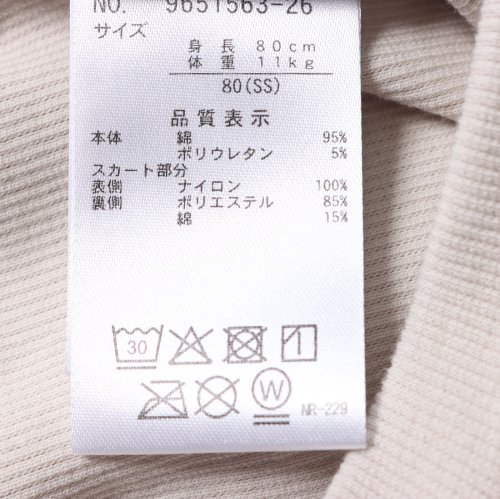 NO. 9651563-26
サイズ
身長 80cm
体重 11kg
80(SS)
品質表示
本体 綿 95%
ポリウレタン 5%
スカート部分
表側 ナイロン 100%
裏側 ポリエステル 85%
綿 15%
30
W
NR-229